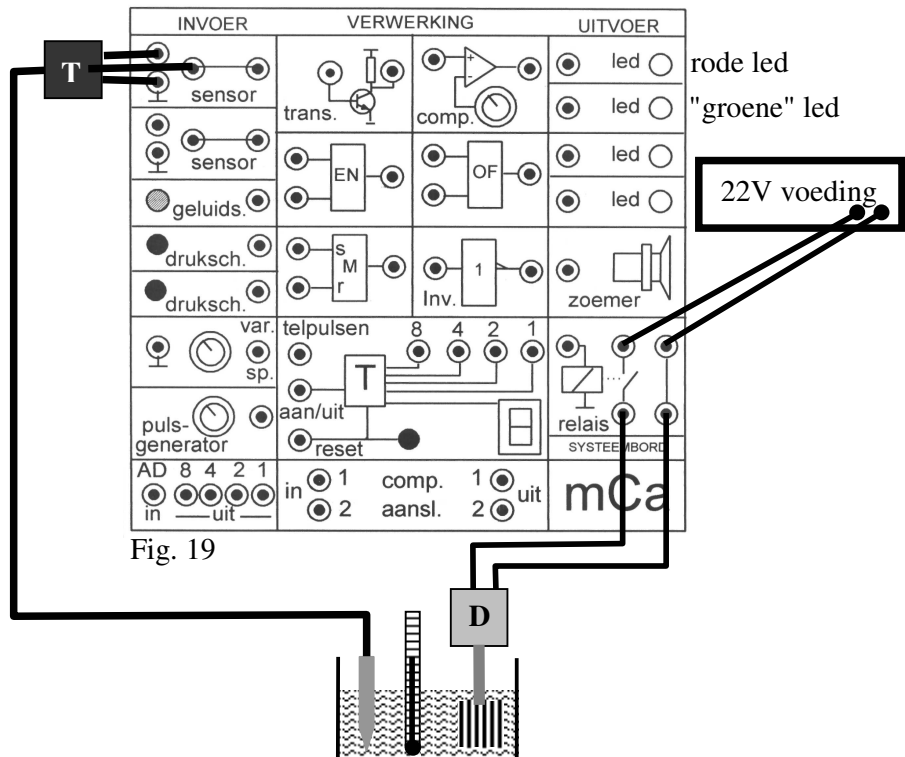 INVOER
VERWERKING
UITVOER
T
sensor
sensor
geluids.
druksch.
druksch.
var.
sp.
puls-
generator
AD 8 4 2 1
in uit
trans.
+
-
comp.
EN
OF
s
M
r
1
Inv.
telpulsen
8 4 2 1
T
aan/uit
reset
in 1 comp. 1 uit
2 aansl. 2
led
led
led
led
rode led
"groene" led
22V voeding
zoemer
relais
SYSTEEMBORD
mCa
Fig. 19
D